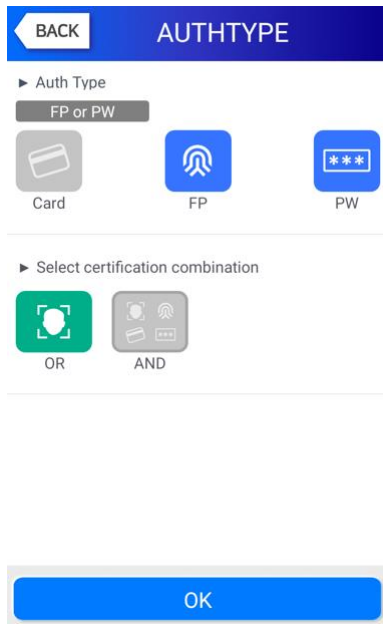 BACK
AUTHTYPE
► Auth Type
FP or PW
***
Card FP PW
► Select certification combination
OR AND
OK